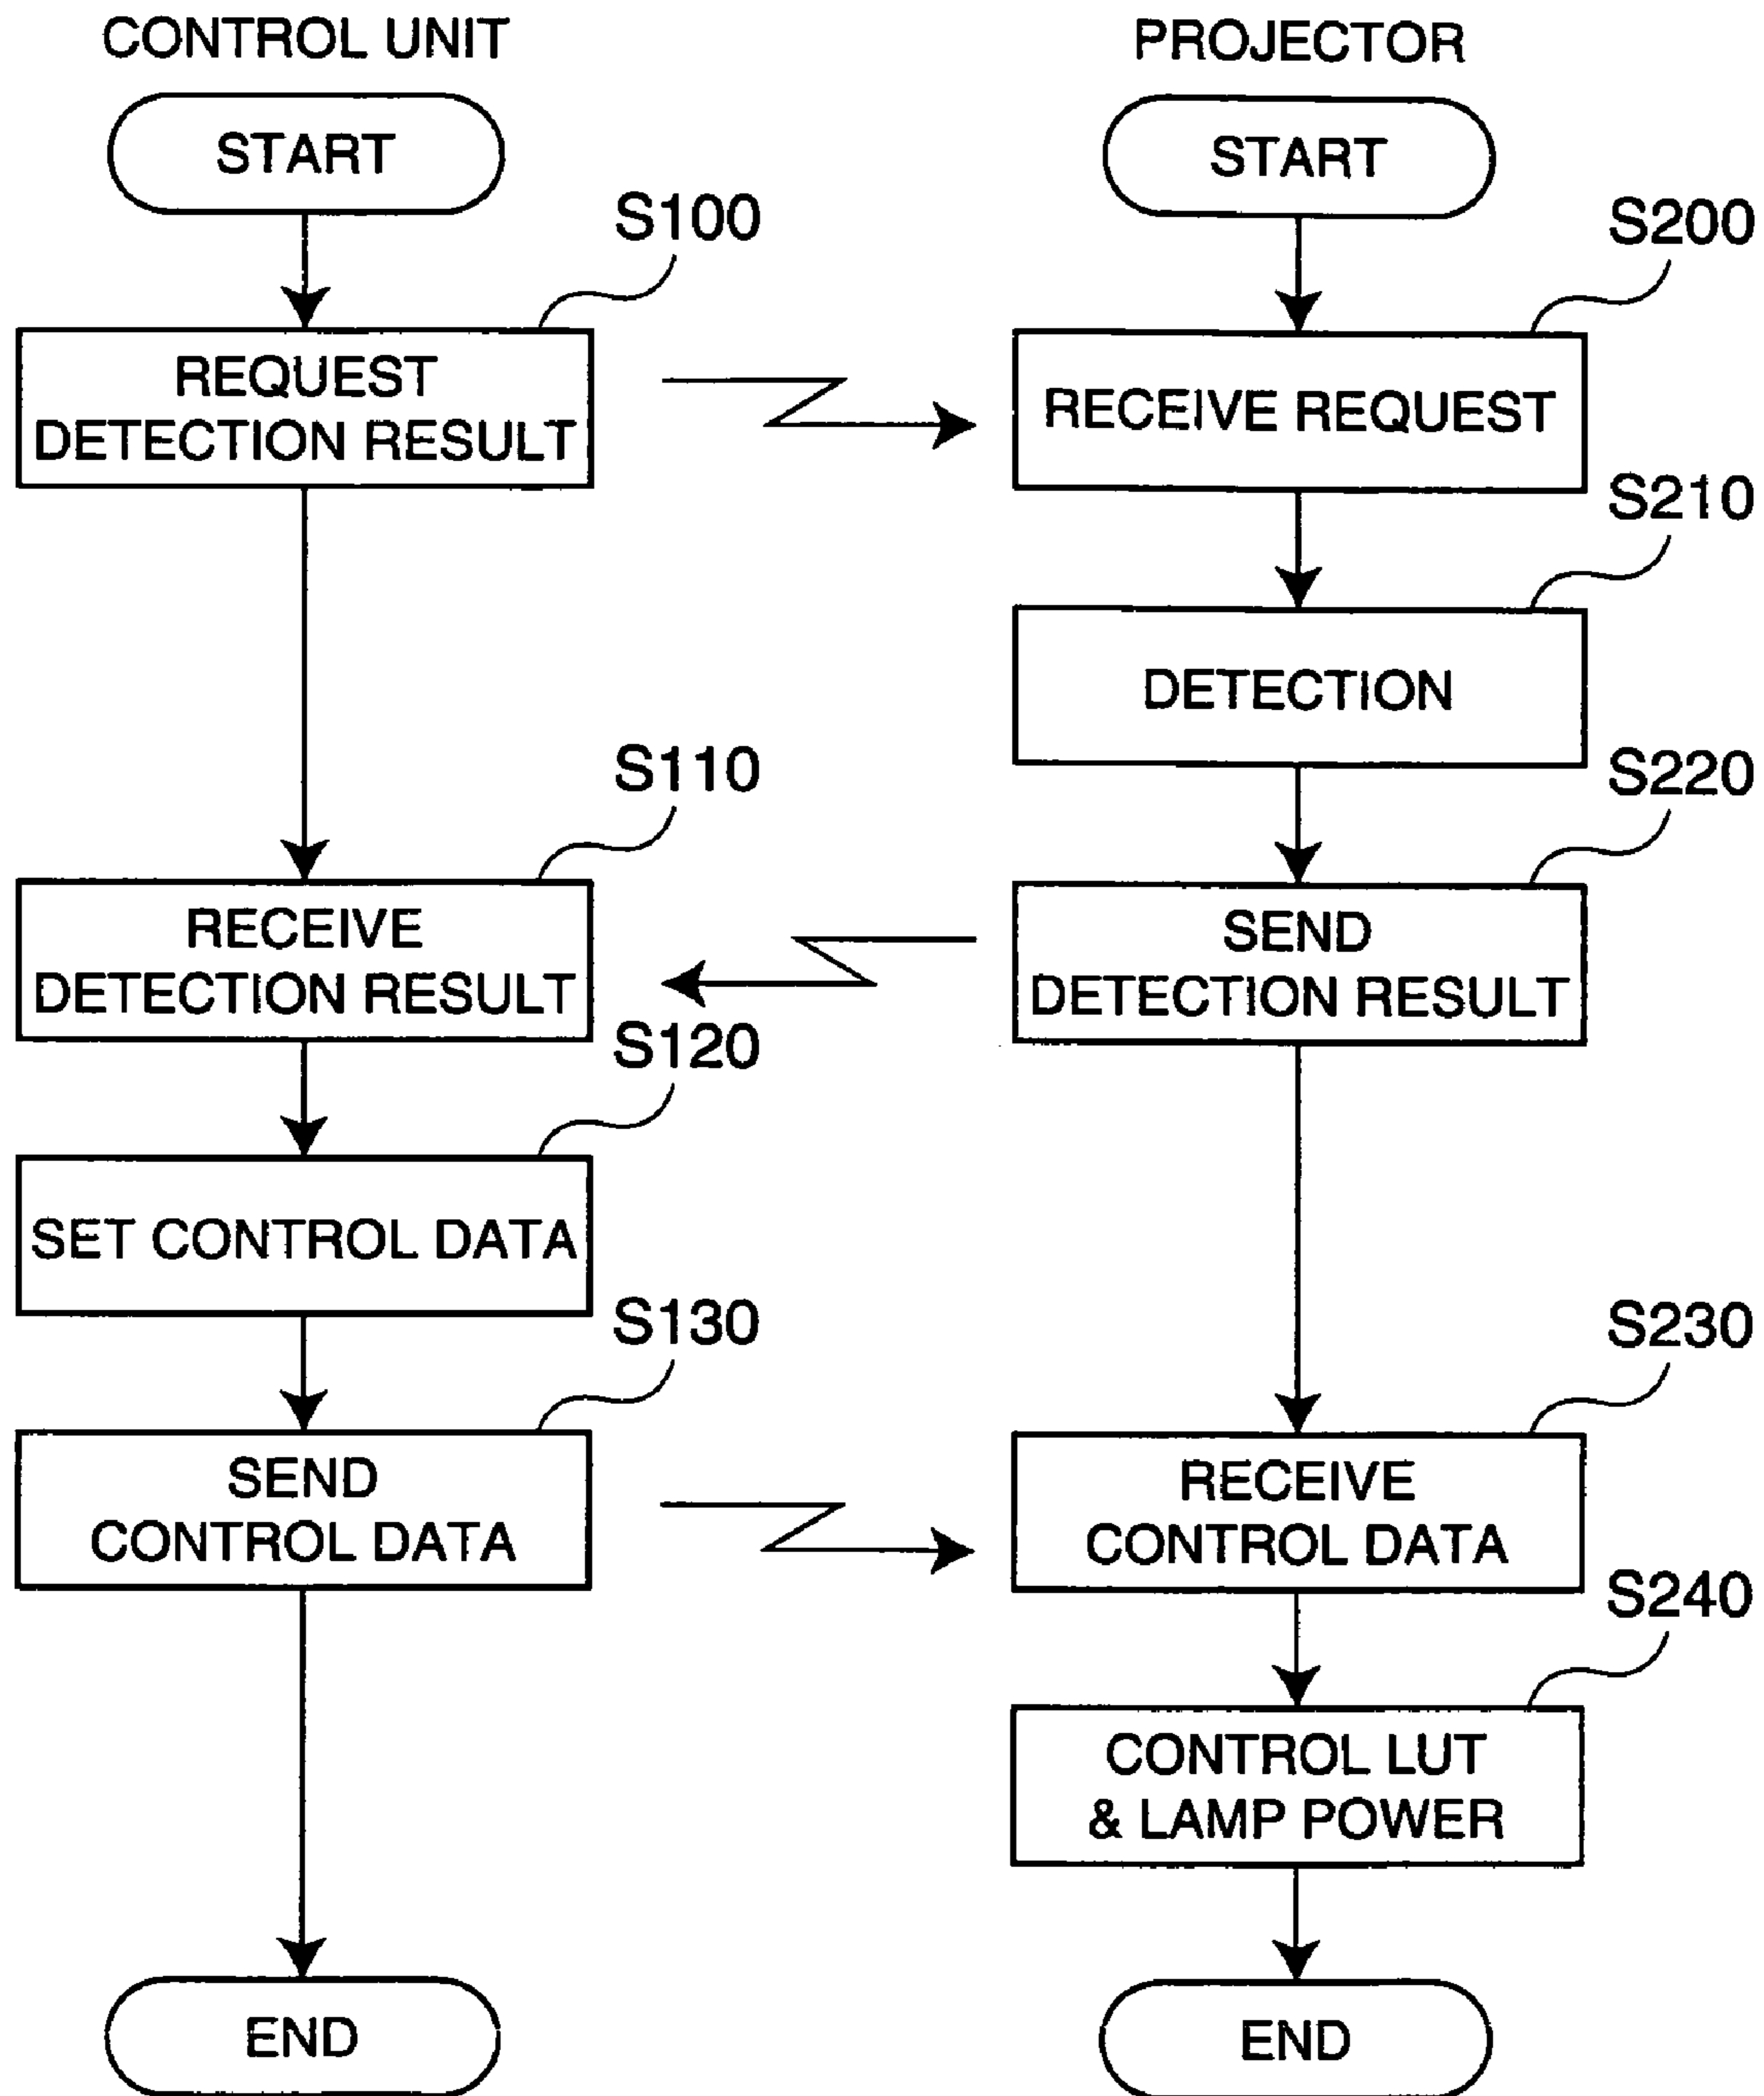 CONTROL UNIT
START
S100
REQUEST
DETECTION RESULT
S110
RECEIVE
DETECTION RESULT
S120
SET CONTROL DATA
S130
SEND
CONTROL DATA
END
PROJECTOR
START
S200
RECEIVE REQUEST
S210
DETECTION
S220
SEND
DETECTION RESULT
S230
RECEIVE
CONTROL DATA
S240
CONTROL LUT
& LAMP POWER
END